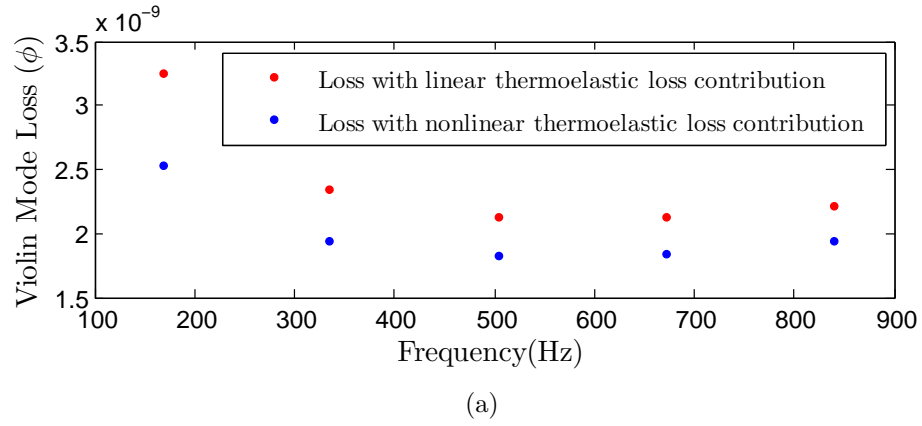 x 10⁻⁹
3.5
3
2.5
2
1.5
Violin Mode Loss (ϕ)
Loss with linear thermoelastic loss contribution
Loss with nonlinear thermoelastic loss contribution
100 200 300 400 500 600 700 800 900
Frequency(Hz)
(a)